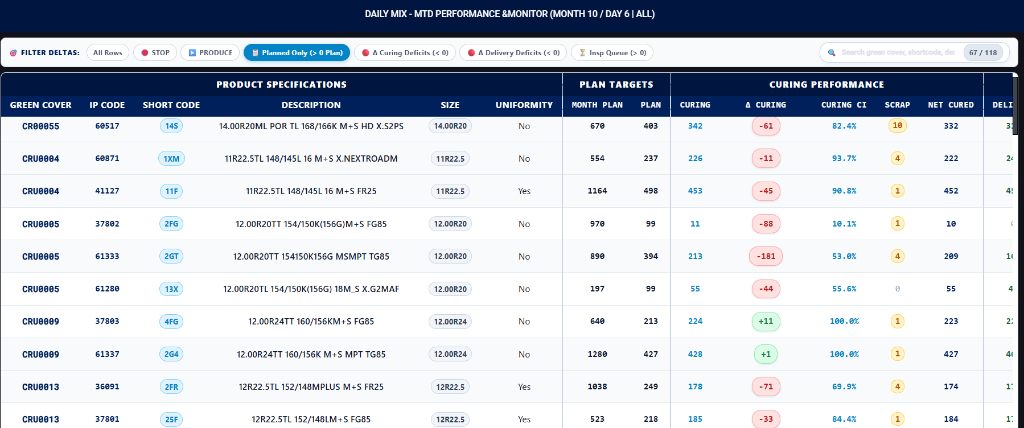 DAILY MIX - MTD PERFORMANCE &MONITOR (MONTH 10 / DAY 6 | ALL)
FILTER DELTAS: All Rows STOP PRODUCE Planned Only (> 0 Plan) Δ Curing Deficits (< 0) Δ Delivery Deficits (< 0) Insp Queue (> 0) Search green cover, shortcode, de 67 / 118
PRODUCT SPECIFICATIONS PLAN TARGETS CURING PERFORMANCE
GREEN COVER IP CODE SHORT CODE DESCRIPTION SIZE UNIFORMITY MONTH PLAN PLAN CURING Δ CURING CURING CI SCRAP NET CURED DELI
CR00055 60517 14S 14.00R20ML POR TL 168/166K M+S HD X.S2PS 14.00R20 No 670 403 342 -61 82.4% 10 332
CRU0004 60871 1XM 11R22.5TL 148/145L 16 M+S X.NEXTROADM 11R22.5 No 554 237 226 -11 93.7% 4 222
CRU0004 41127 11F 11R22.5TL 148/145L 16 M+S FR25 11R22.5 Yes 1164 498 453 -45 90.8% 1 452
CRU0005 37802 2FG 12.00R20TT 154/150K(156G)M+S FG85 12.00R20 No 970 99 11 -88 10.1% 1 10
CRU0005 61333 2GT 12.00R20TT 154150K156G MSMPT TG85 12.00R20 No 890 394 213 -181 53.0% 4 209
CRU0005 61280 13X 12.00R20TL 154/150K(156G) 18M_S X.G2MAF 12.00R20 No 197 99 55 -44 55.6% 0 55
CRU0009 37803 4FG 12.00R24TT 160/156KM+S FG85 12.00R24 No 640 213 224 +11 100.0% 1 223
CRU0009 61337 2G4 12.00R24TT 160/156K M+S MPT TG85 12.00R24 No 1280 427 428 +1 100.0% 1 427
CRU0013 36091 2FR 12R22.5TL 152/148MPLUS M+S FR25 12R22.5 Yes 1038 249 178 -71 69.9% 4 174
CRU0013 37801 2SF 12R22.5TL 152/148LM+S FG85 12R22.5 Yes 523 218 185 -33 84.4% 1 184